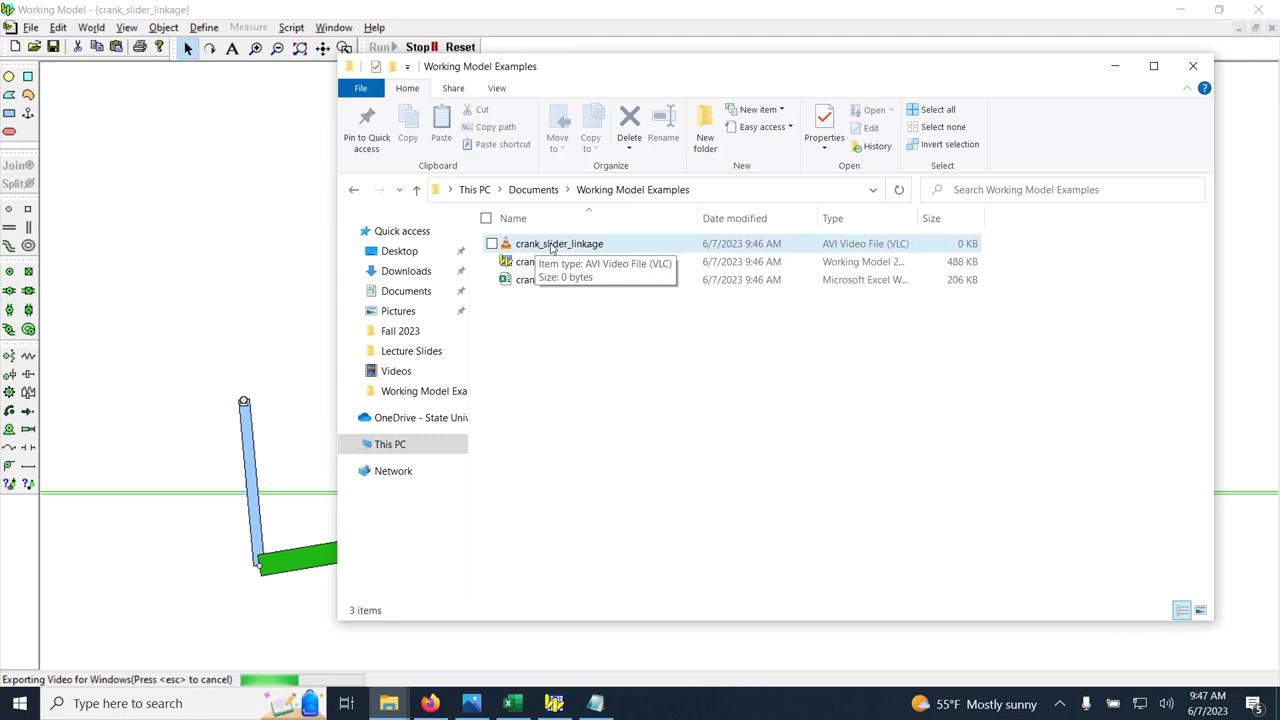 Working Model - [crank_slider_linkage]
File Edit World View Object Define Measure Script Window Help
Run Stop Reset
Join
Split
Working Model Examples
File Home Share View
Pin to Quick access
Copy
Paste
Cut
Copy path
Paste shortcut
Clipboard
Move to
Copy to
Delete
Rename
Organize
New folder
New item
Easy access
New
Properties
Open
Edit
History
Open
Select all
Select none
Invert selection
Select
This PC > Documents > Working Model Examples
Search Working Model Examples
Quick access
Desktop
Downloads
Documents
Pictures
Fall 2023
Lecture Slides
Videos
Working Model Exa
OneDrive - State Univ
This PC
Network
Name Date modified Type Size
crank_slider_linkage 6/7/2023 9:46 AM AVI Video File (VLC) 0 KB
cran 6/7/2023 9:46 AM Working Model 2... 488 KB
cran 6/7/2023 9:46 AM Microsoft Excel W... 206 KB
Item type: AVI Video File (VLC)
Size: 0 bytes
3 items
Exporting Video for Windows(Press <esc> to cancel)
Type here to search
55°F Mostly sunny
9:47 AM
6/7/2023
5